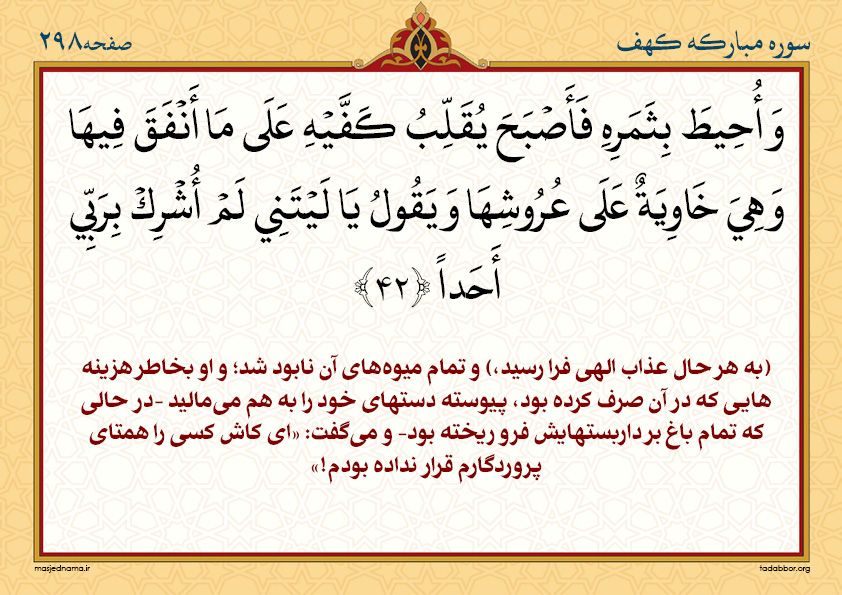 سوره مبارکه کهف
صفحه۲۹۸
وَأُحِيطَ بِثَمَرِهِ فَأَصْبَحَ يُقَلِّبُ كَفَّيْهِ عَلَى مَا أَنْفَقَ فِيهَا
وَهِيَ خَاوِيَةٌ عَلَى عُرُوشِهَا وَيَقُولُ يَا لَيْتَنِي لَمْ أُشْرِكْ بِرَبِّي
أَحَداً ﴿۴۲﴾
(به هر حال عذاب الهی فرا رسید،) و تمام میوه‌های آن نابود شد؛ و او بخاطر هزینه
هایی که در آن صرف کرده بود، پیوسته دستهای خود را به هم می‌مالید -در حالی
که تمام باغ بر داربستهایش فرو ریخته بود- و می‌گفت: «ای کاش کسی را همتای
پروردگارم قرار نداده بودم!»
masjednama.ir
tadabbor.org